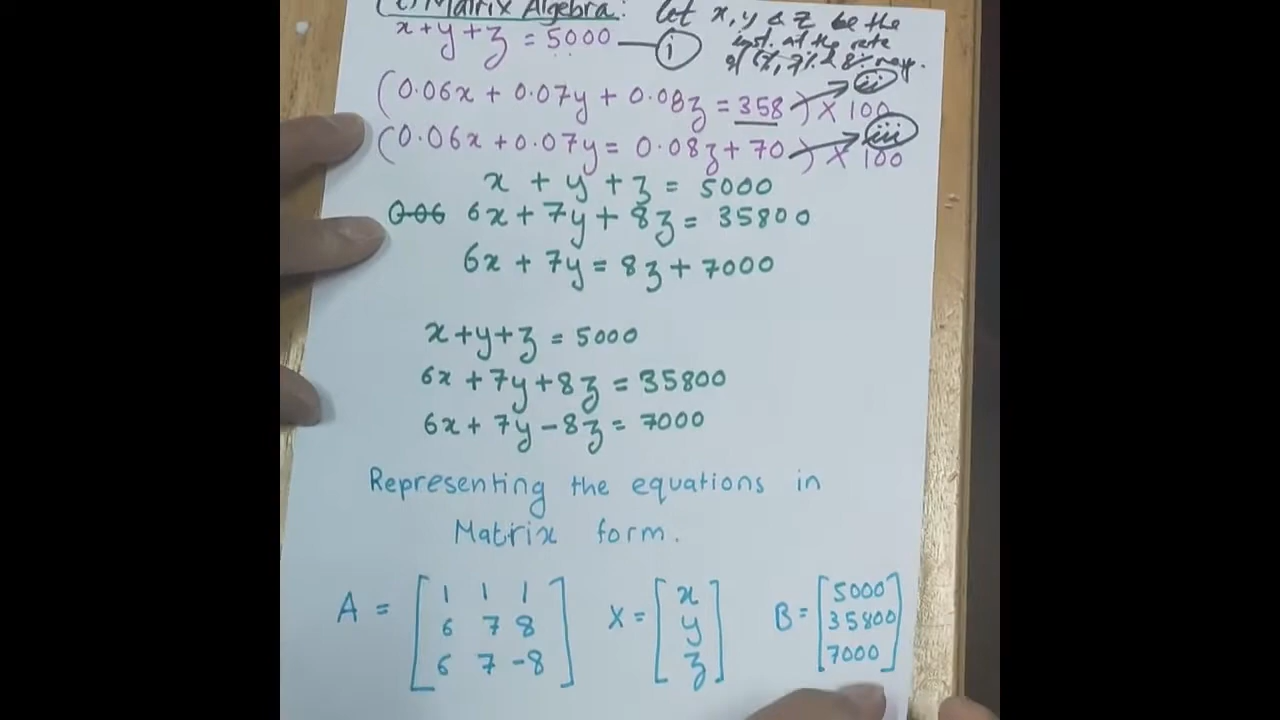 (i) Matrix Algebra: let x, y & z be the
x+y+z = 5000 — i inst. at the rate
of 6%, 7% & 8% resp.
(0.06x + 0.07y + 0.08z = 358) × 100 ii
(0.06x + 0.07y = 0.08z + 70) × 100 iii
x + y + z = 5000
0.06 6x + 7y + 8z = 35800
6x + 7y = 8z + 7000
x+y+z = 5000
6x + 7y + 8z = 35800
6x + 7y - 8z = 7000
Representing the equations in
Matrix form.
A = [1 1 1 X = [x B = [5000
6 7 8 y 35800
6 7 -8] z] 7000]